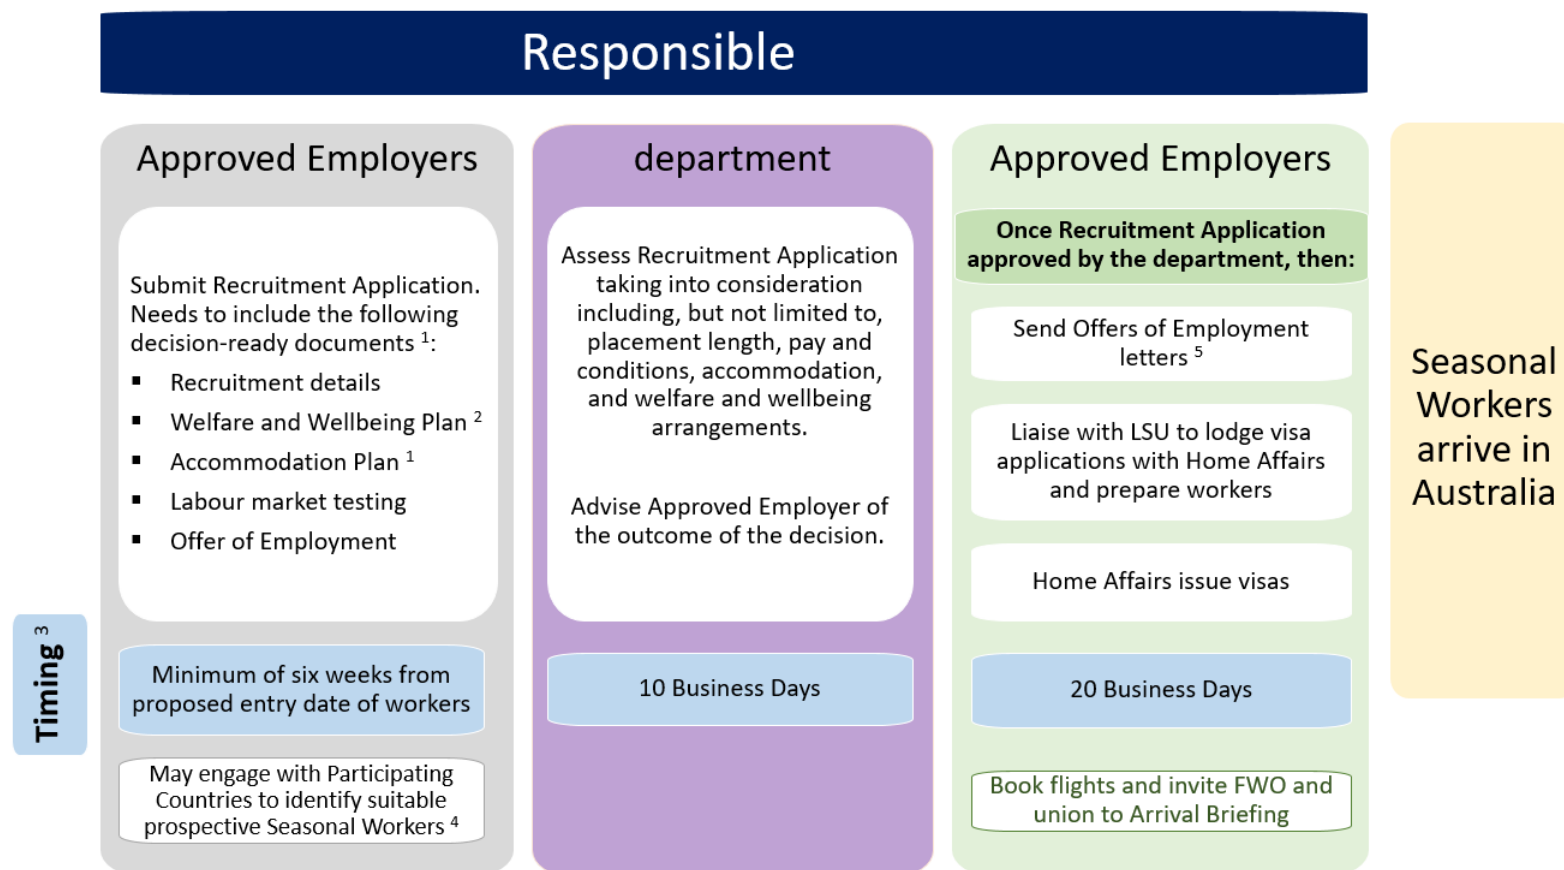 Responsible
Approved Employers
Submit Recruitment Application.
Needs to include the following
decision-ready documents 1:
▪ Recruitment details
▪ Welfare and Wellbeing Plan 2
▪ Accommodation Plan 1
▪ Labour market testing
▪ Offer of Employment
Timing 3
Minimum of six weeks from
proposed entry date of workers
May engage with Participating
Countries to identify suitable
prospective Seasonal Workers 4
department
Assess Recruitment Application
taking into consideration
including, but not limited to,
placement length, pay and
conditions, accommodation,
and welfare and wellbeing
arrangements.
Advise Approved Employer of
the outcome of the decision.
10 Business Days
Approved Employers
Once Recruitment Application
approved by the department, then:
Send Offers of Employment
letters 5
Liaise with LSU to lodge visa
applications with Home Affairs
and prepare workers
Home Affairs issue visas
20 Business Days
Book flights and invite FWO and
union to Arrival Briefing
Seasonal
Workers
arrive in
Australia